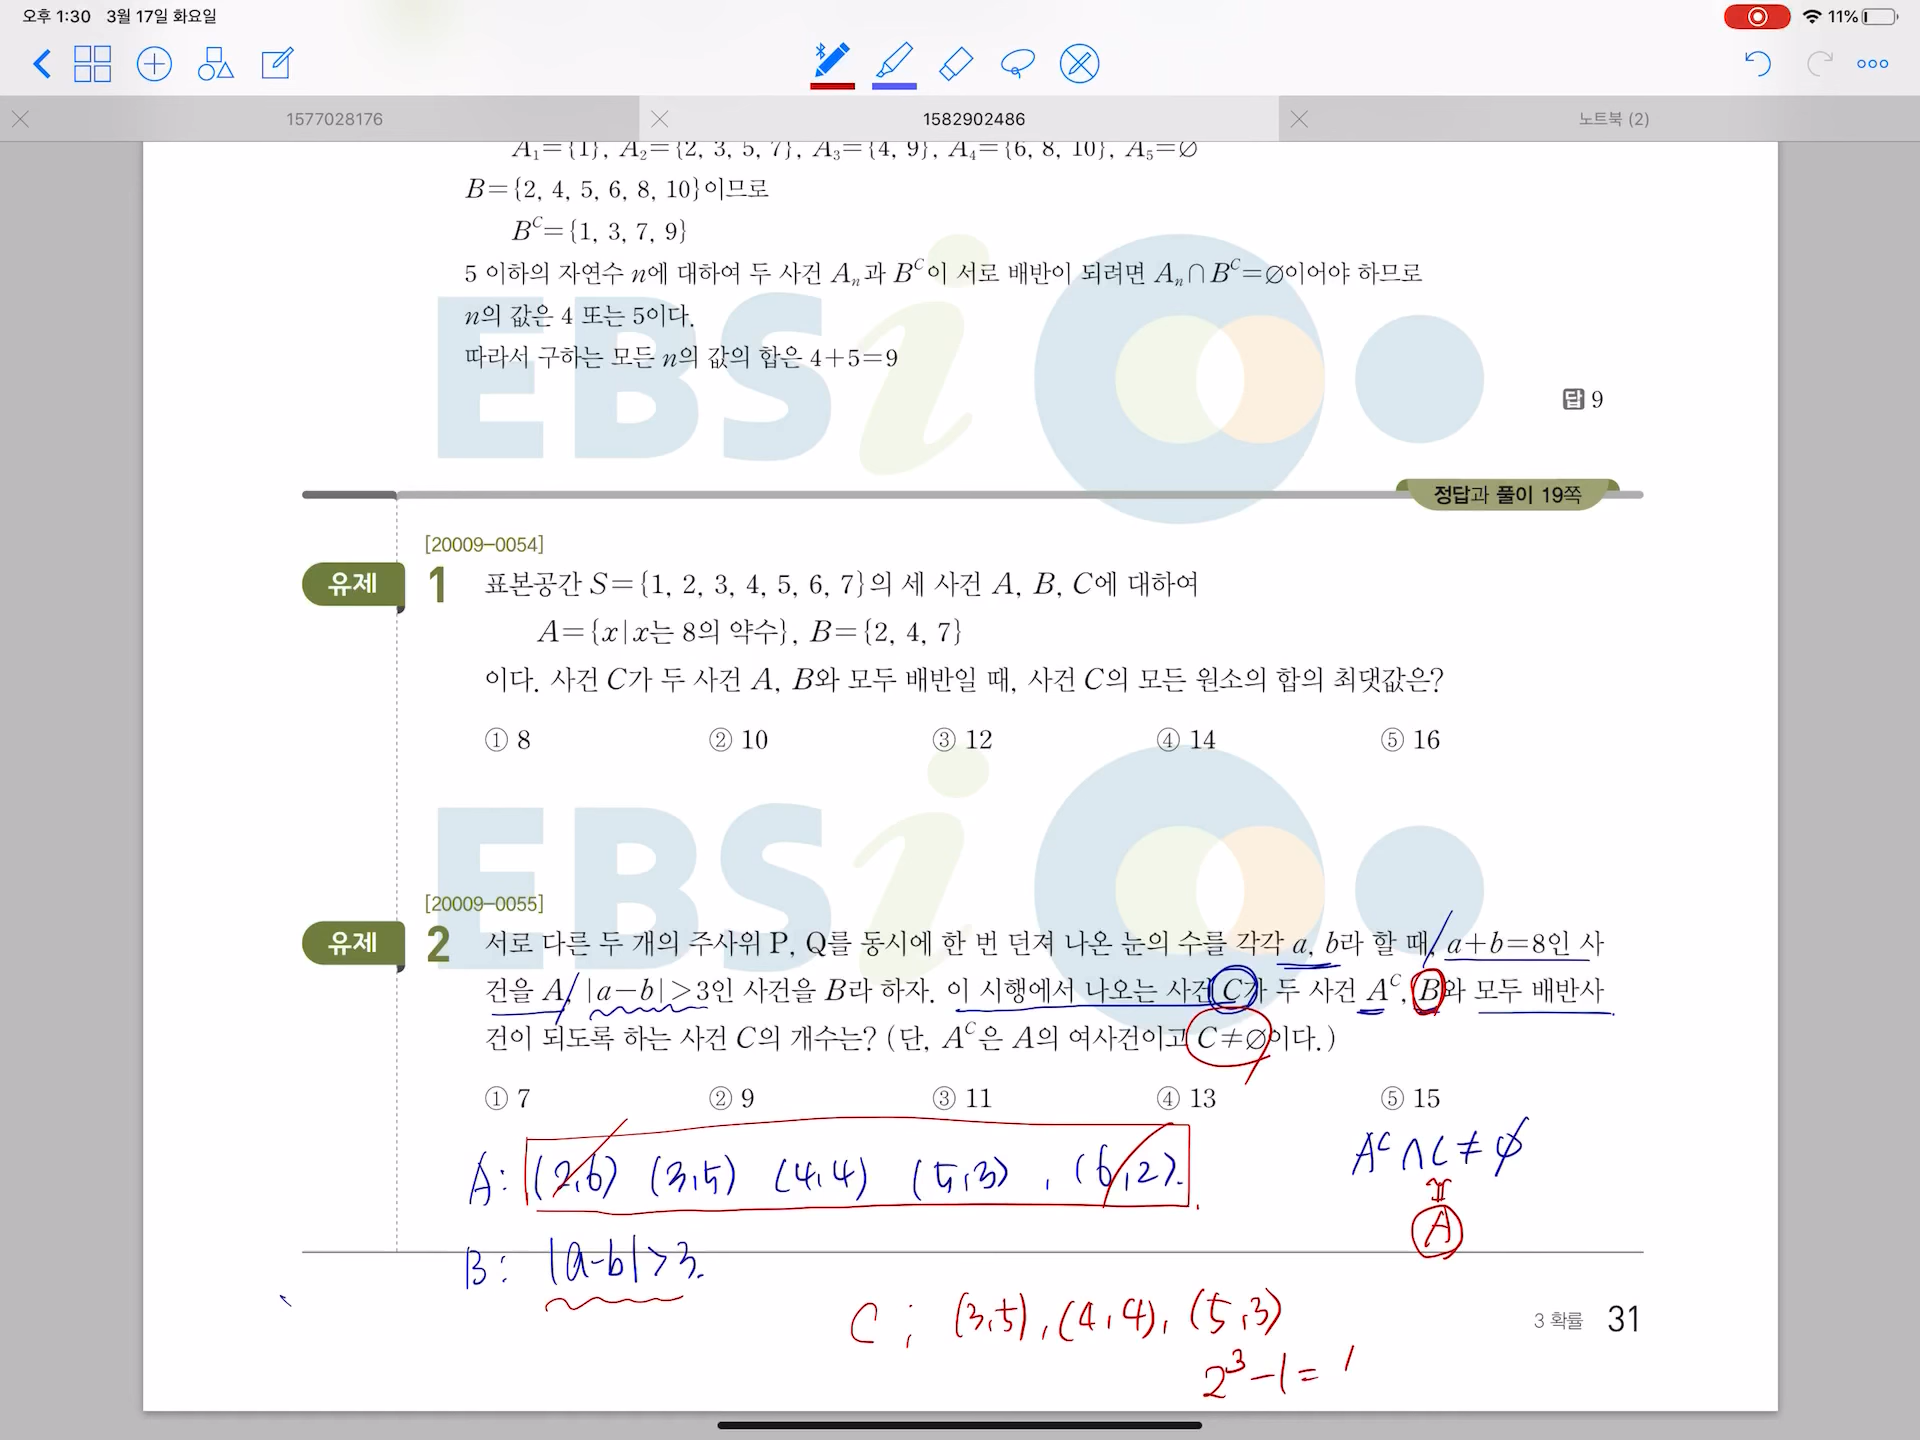 오후 1:30 3월 17일 화요일
11%
1577028176
1582902486
노트북 (2)
A₁={1}, A₂={2, 3, 5, 7}, A₃={4, 9}, A₄={6, 8, 10}, A₅=∅
B={2, 4, 5, 6, 8, 10}이므로
Bᶜ={1, 3, 7, 9}
5 이하의 자연수 n에 대하여 두 사건 Aₙ과 Bᶜ이 서로 배반이 되려면 Aₙ∩Bᶜ=∅이어야 하므로
n의 값은 4 또는 5이다.
따라서 구하는 모든 n의 값의 합은 4+5=9
답 9
EBSi
정답과 풀이 19쪽
[20009-0054]
유제 1 표본공간 S={1, 2, 3, 4, 5, 6, 7}의 세 사건 A, B, C에 대하여
A={x|x는 8의 약수}, B={2, 4, 7}
이다. 사건 C가 두 사건 A, B와 모두 배반일 때, 사건 C의 모든 원소의 합의 최댓값은?
① 8 ② 10 ③ 12 ④ 14 ⑤ 16
EBSi
[20009-0055]
유제 2 서로 다른 두 개의 주사위 P, Q를 동시에 한 번 던져 나온 눈의 수를 각각 a, b라 할 때, a+b=8인 사
건을 A, |a-b|>3인 사건을 B라 하자. 이 시행에서 나오는 사건 C가 두 사건 Aᶜ, B와 모두 배반사
건이 되도록 하는 사건 C의 개수는? (단, Aᶜ은 A의 여사건이고 C≠∅이다.)
① 7 ② 9 ③ 11 ④ 13 ⑤ 15
A: (2,6) (3,5) (4,4) (5,3), (6,2).
Aᶜ∩C≠∅
A
B: |a-b|>3.
C; (3,5), (4,4), (5,3)
3 확률 31
2³-1=